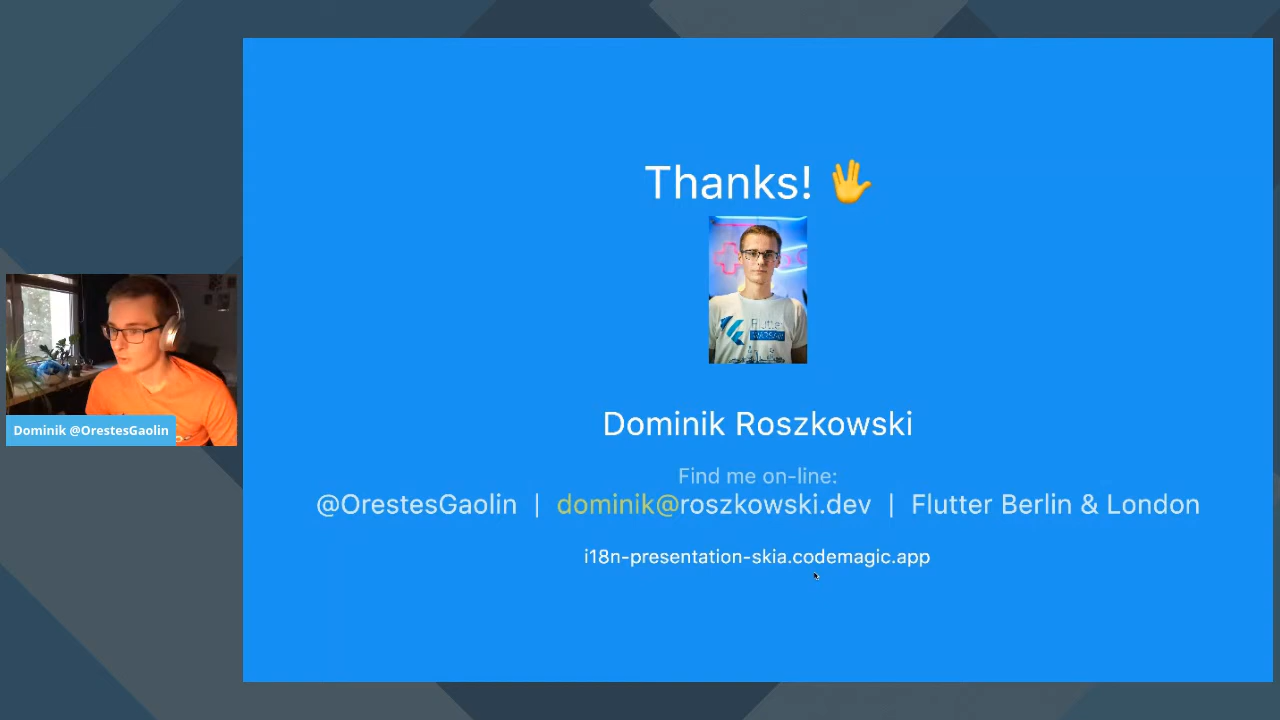 Thanks! 🖖
Flutter
Dominik Roszkowski
Find me on-line:
@OrestesGaolin | dominik@roszkowski.dev | Flutter Berlin & London
i18n-presentation-skia.codemagic.app
Dominik @OrestesGaolin